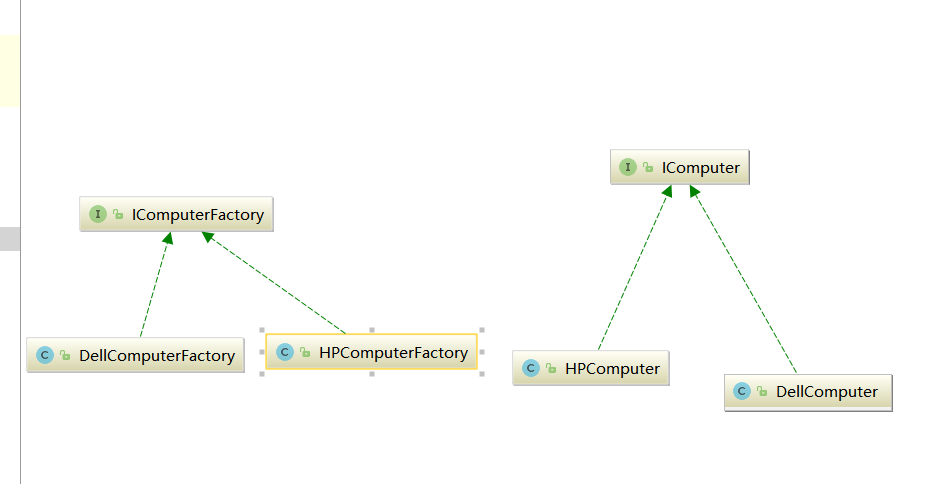 I IComputer
I IComputerFactory
C DellComputerFactory
C HPComputerFactory
C HPComputer
C DellComputer